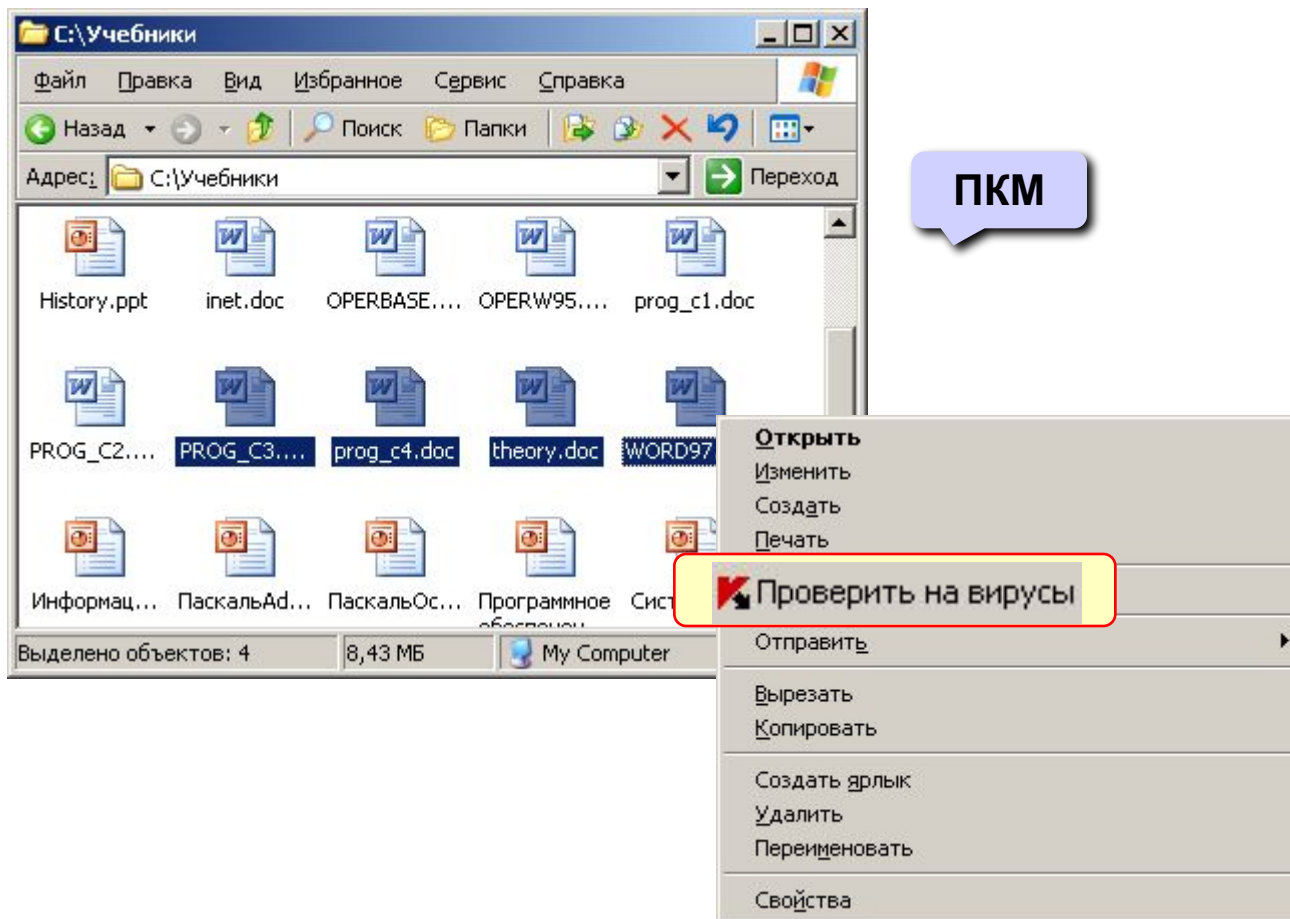 C:\Учебники
Файл Правка Вид Избранное Сервис Справка
Назад Поиск Папки
Адрес: C:\Учебники Переход
ПКМ
History.ppt inet.doc OPERBASE.... OPERW95.... prog_c1.doc
PROG_C2.... PROG_C3.... prog_c4.doc theory.doc WORD97
Информац... ПаскальAd... ПаскальОс... Программное Сист
Выделено объектов: 4 8,43 МБ My Computer
Открыть
Изменить
Создать
Печать
Проверить на вирусы
Отправить
Вырезать
Копировать
Создать ярлык
Удалить
Переименовать
Свойства